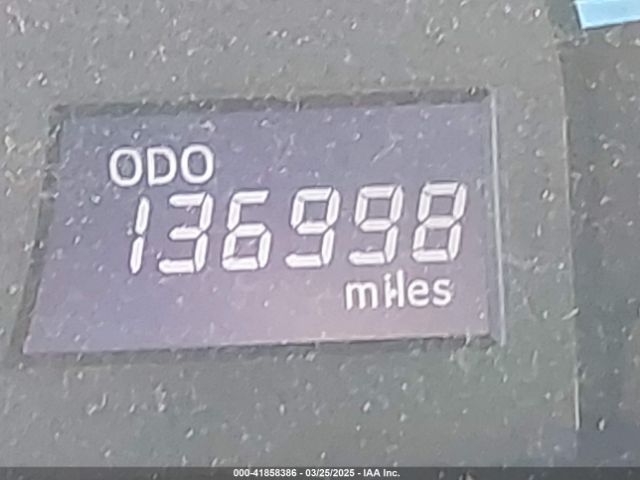 ODO
136998
miles
000-41858386 - 03/25/2025 - IAA Inc.